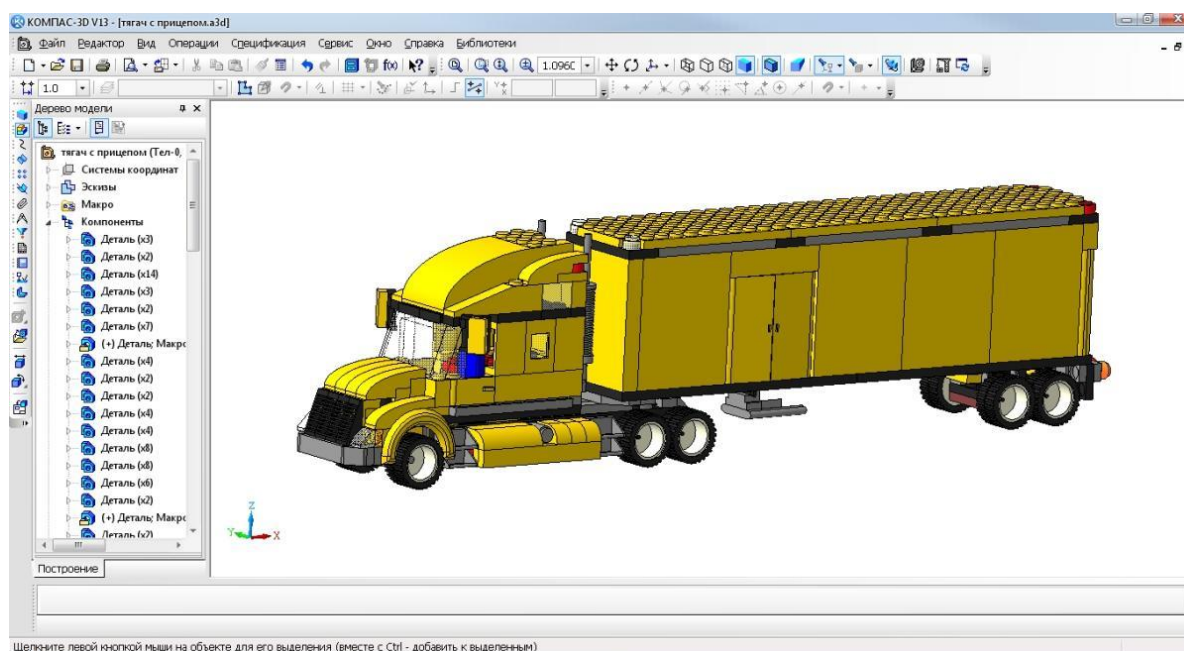 КОМПАС-3D V13 - [тягач с прицепом.a3d]
Файл Редактор Вид Операции Спецификация Сервис Окно Справка Библиотеки
f(x) 1.096
1.0
Дерево модели
тягач с прицепом (Тел-0,
Системы координат
Эскизы
Макро
Компоненты
Деталь (x3)
Деталь (x2)
Деталь (x14)
Деталь (x3)
Деталь (x2)
Деталь (x7)
(+) Деталь; Макро
Деталь (x4)
Деталь (x2)
Деталь (x2)
Деталь (x4)
Деталь (x4)
Деталь (x8)
Деталь (x8)
Деталь (x6)
Деталь (x2)
(+) Деталь; Макро
Деталь (x2)
Z
Y X
Построение
Щелкните левой кнопкой мыши на объекте для его выделения (вместе с Ctrl - добавить к выделенным)